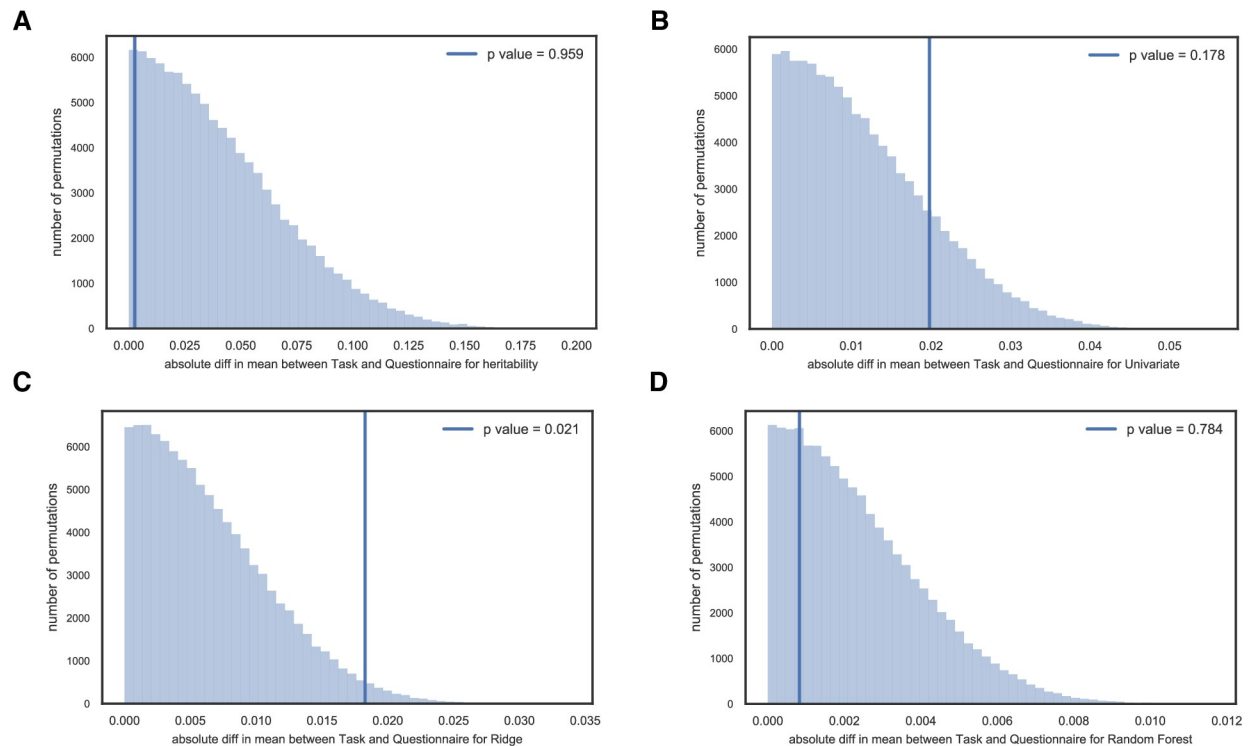 A
p value = 0.959
number of permutations
6000
5000
4000
3000
2000
1000
0
0.000 0.025 0.050 0.075 0.100 0.125 0.150 0.175 0.200
absolute diff in mean between Task and Questionnaire for heritability
B
p value = 0.178
number of permutations
6000
5000
4000
3000
2000
1000
0
0.00 0.01 0.02 0.03 0.04 0.05
absolute diff in mean between Task and Questionnaire for Univariate
C
p value = 0.021
number of permutations
6000
5000
4000
3000
2000
1000
0
0.000 0.005 0.010 0.015 0.020 0.025 0.030 0.035
absolute diff in mean between Task and Questionnaire for Ridge
D
p value = 0.784
number of permutations
6000
5000
4000
3000
2000
1000
0
0.000 0.002 0.004 0.006 0.008 0.010 0.012
absolute diff in mean between Task and Questionnaire for Random Forest